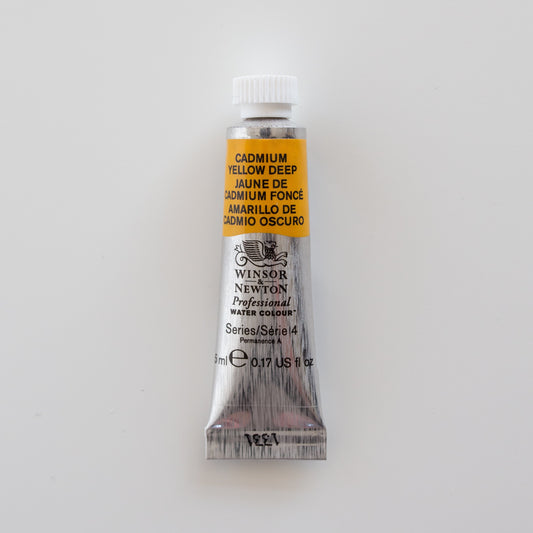 CADMIUM
YELLOW DEEP
JAUNE DE
CADMIUM FONCÉ
AMARILLO DE
CADMIO OSCURO
WINSOR
&
NEWTON
Professional
WATER COLOUR™
Series/Série 4
Permanence A
5 ml ℮ 0.17 US fl oz